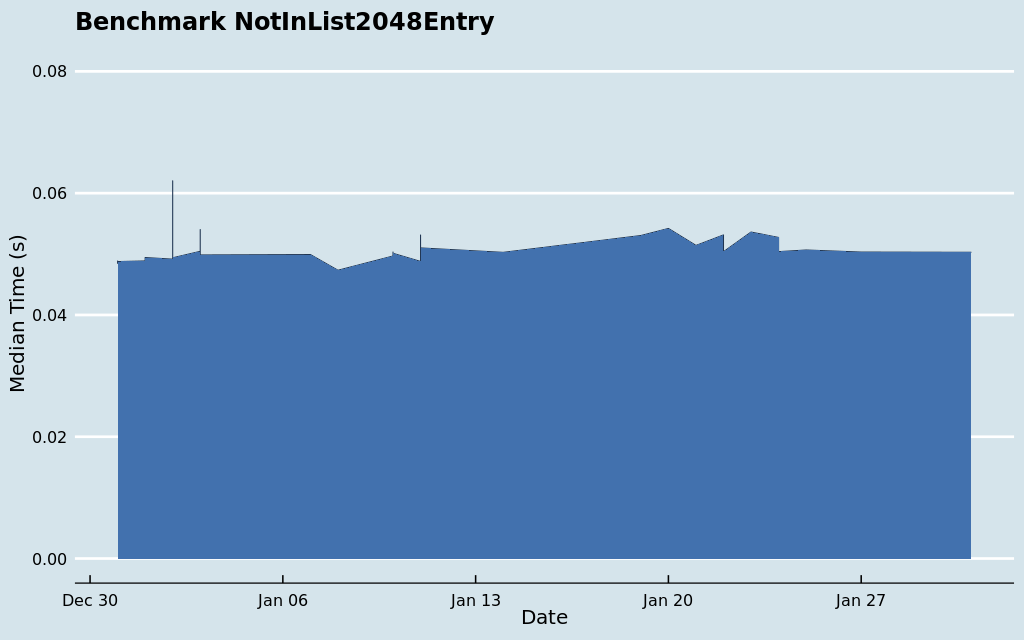 Benchmark NotInList2048Entry
0.08
0.06
0.04
0.02
0.00
Median Time (s)
Dec 30
Jan 06
Jan 13
Jan 20
Jan 27
Date